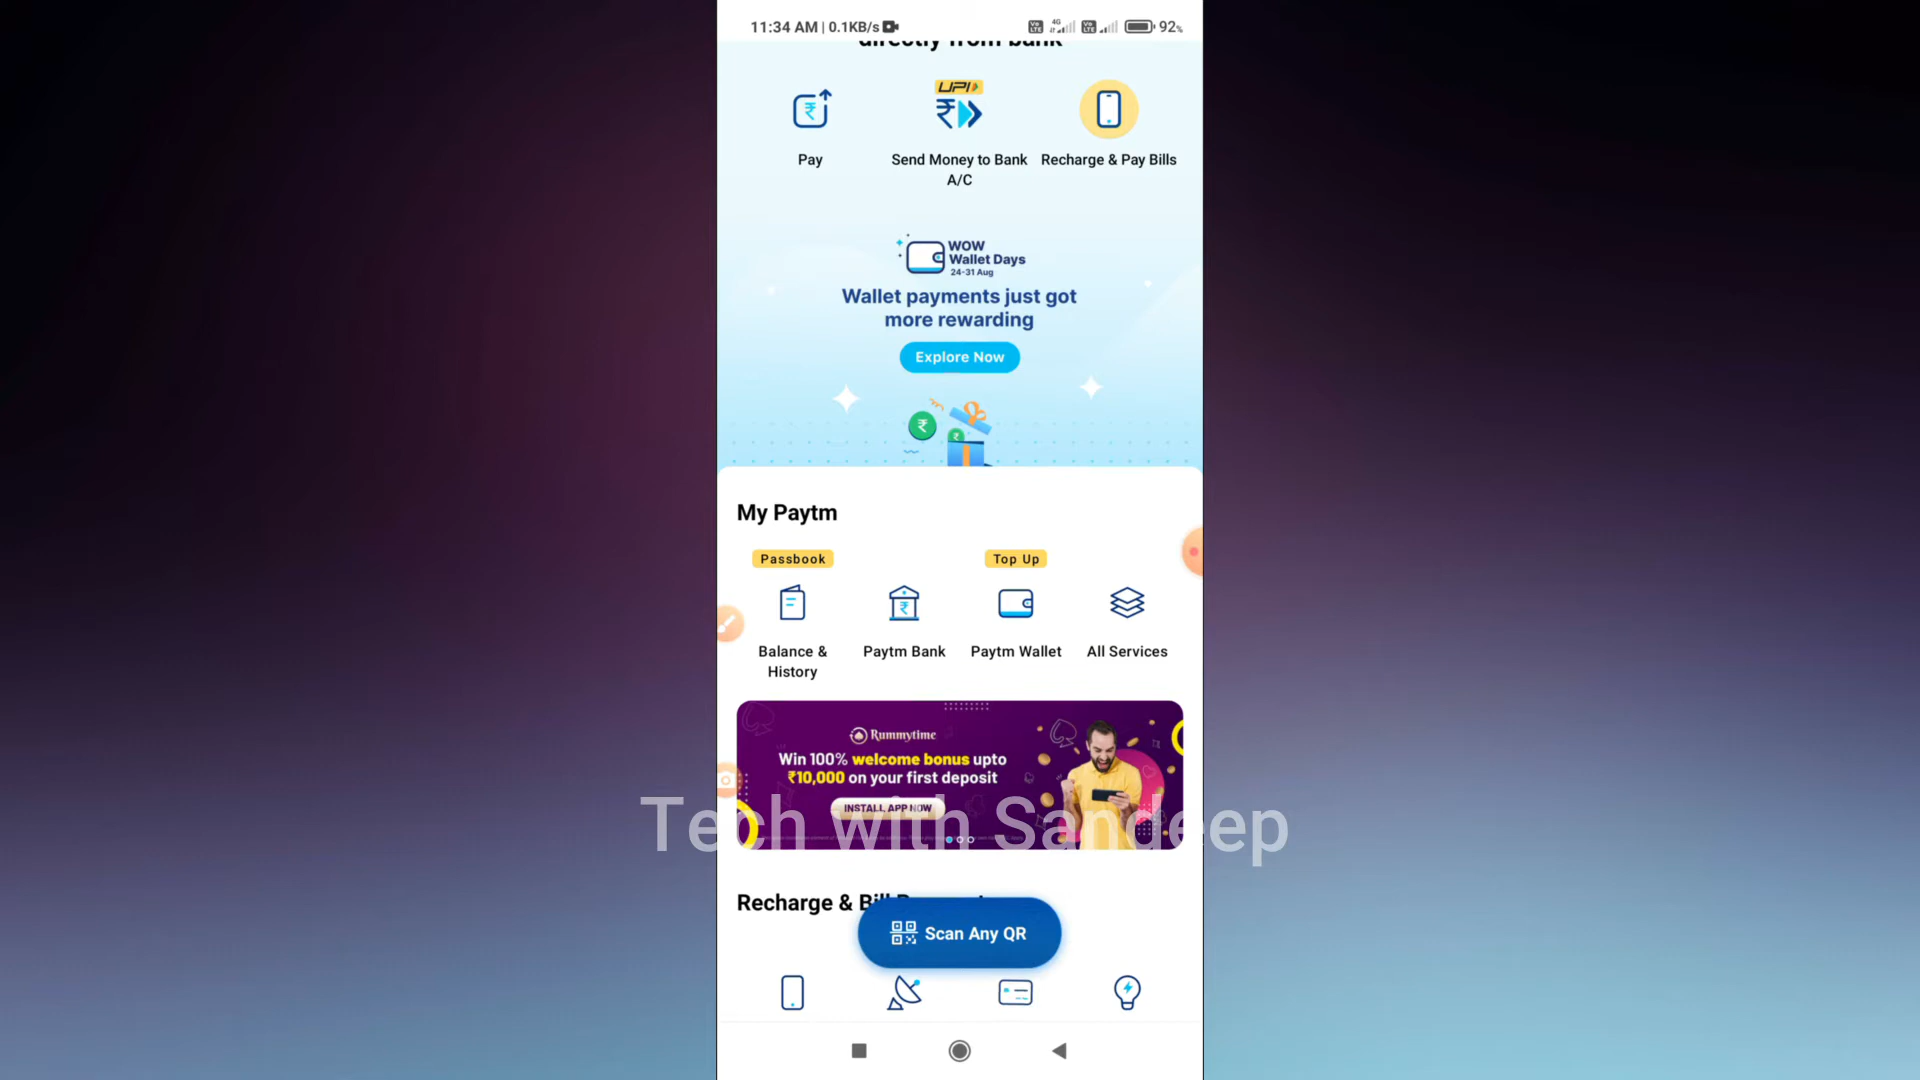 11:34 AM | 0.1KB/s
4G
92%
directly from bank
UPI
Pay
Send Money to Bank
A/C
Recharge & Pay Bills
WOW
Wallet Days
24-31 Aug
Wallet payments just got
more rewarding
Explore Now
My Paytm
Passbook
Top Up
Balance &
History
Paytm Bank
Paytm Wallet
All Services
Rummytime
Win 100% welcome bonus upto
₹10,000 on your first deposit
INSTALL APP NOW
Tech with Sandeep
Recharge & Bill
Scan Any QR